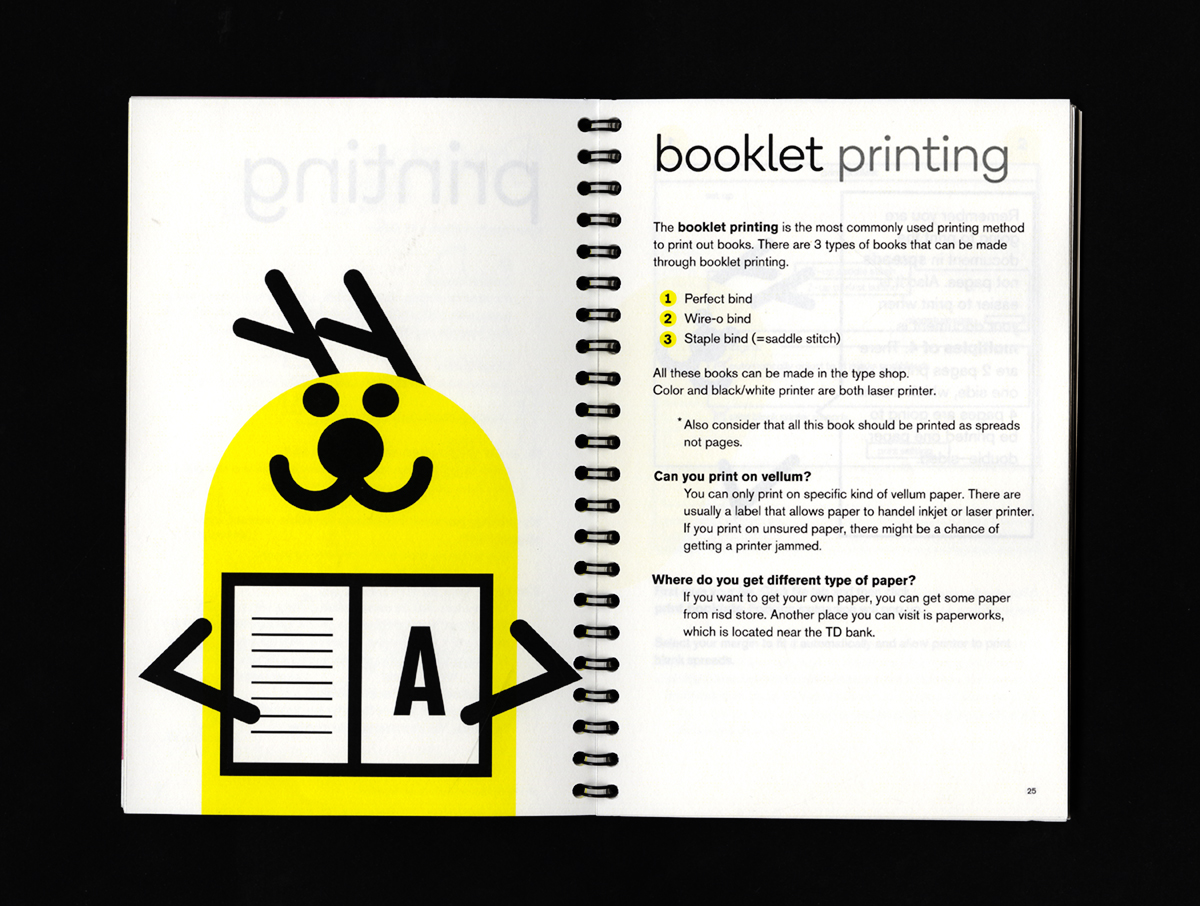 printing
A
booklet printing
The booklet printing is the most commonly used printing method
to print out books. There are 3 types of books that can be made
through booklet printing.
1 Perfect bind
2 Wire-o bind
3 Staple bind (=saddle stitch)
All these books can be made in the type shop.
Color and black/white printer are both laser printer.
*Also consider that all this book should be printed as spreads
not pages.
Can you print on vellum?
You can only print on specific kind of vellum paper. There are
usually a label that allows paper to handel inkjet or laser printer.
If you print on unsured paper, there might be a chance of
getting a printer jammed.
Where do you get different type of paper?
If you want to get your own paper, you can get some paper
from risd store. Another place you can visit is paperworks,
which is located near the TD bank.
25